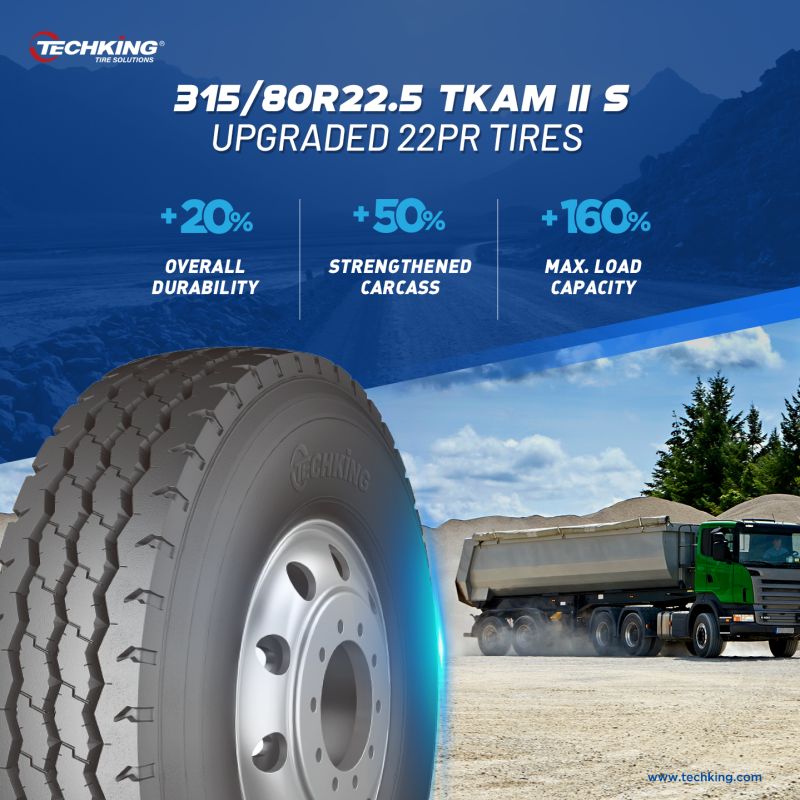 TECHKING®
TIRE SOLUTIONS
315/80R22.5 TKAM II S
UPGRADED 22PR TIRES
+20%
OVERALL
DURABILITY
+50%
STRENGTHENED
CARCASS
+160%
MAX. LOAD
CAPACITY
TECHKING
www.techking.com